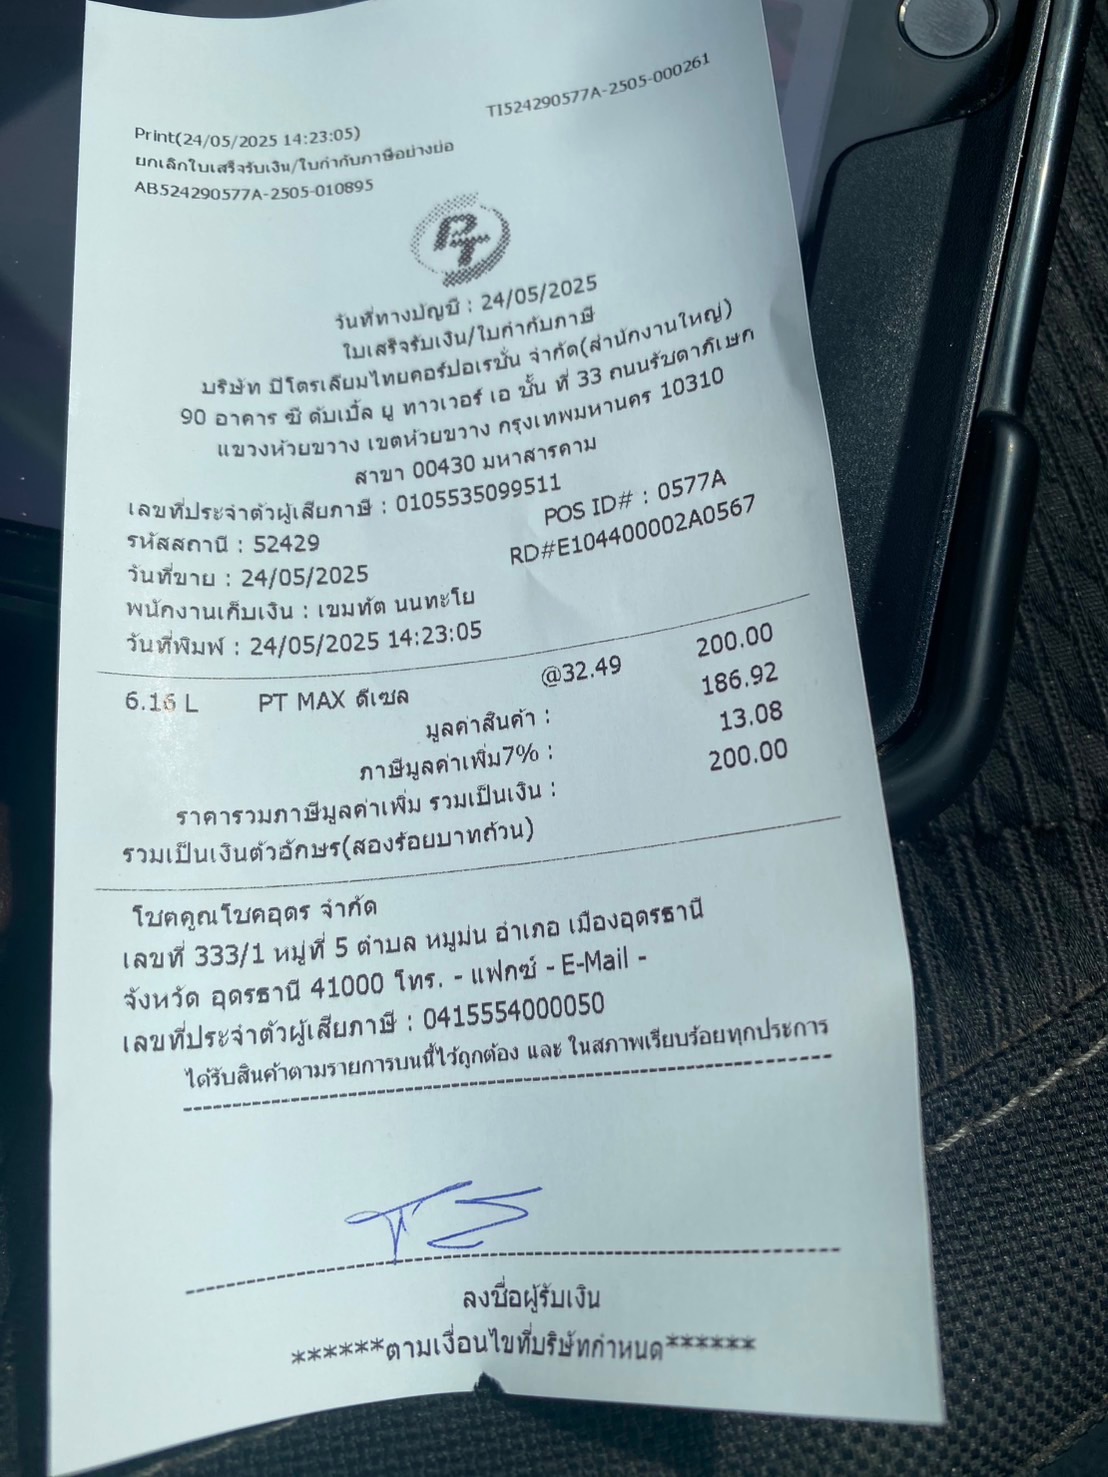 TI524290577A-2505-000261
Print(24/05/2025 14:23:05)
ยกเลิกใบเสร็จรับเงิน/ใบกำกับภาษีอย่างย่อ
AB524290577A-2505-010895
PT
วันที่ทางบัญชี : 24/05/2025
ใบเสร็จรับเงิน/ใบกำกับภาษี
บริษัท ปิโตรเลียมไทยคอร์ปอเรชั่น จำกัด(สำนักงานใหญ่)
90 อาคาร ซี ดับเบิ้ล ยู ทาวเวอร์ เอ ชั้น ที่ 33 ถนนรัชดาภิเษก
แขวงห้วยขวาง เขตห้วยขวาง กรุงเทพมหานคร 10310
สาขา 00430 มหาสารคาม
เลขที่ประจำตัวผู้เสียภาษี : 0105535099511
รหัสสถานี : 52429 POS ID# : 0577A
วันที่ขาย : 24/05/2025 RD#E104400002A0567
พนักงานเก็บเงิน : เขมทัต นนทะโย
วันที่พิมพ์ : 24/05/2025 14:23:05
6.16 L PT MAX ดีเซล @32.49 200.00
มูลค่าสินค้า : 186.92
ภาษีมูลค่าเพิ่ม7% : 13.08
ราคารวมภาษีมูลค่าเพิ่ม รวมเป็นเงิน : 200.00
รวมเป็นเงินตัวอักษร(สองร้อยบาทถ้วน)
โชคคูณโชคอุดร จำกัด
เลขที่ 333/1 หมู่ที่ 5 ตำบล หมูม่น อำเภอ เมืองอุดรธานี
จังหวัด อุดรธานี 41000 โทร. - แฟกซ์ - E-Mail -
เลขที่ประจำตัวผู้เสียภาษี : 0415554000050
ได้รับสินค้าตามรายการบนนี้ไว้ถูกต้อง และ ในสภาพเรียบร้อยทุกประการ
ลงชื่อผู้รับเงิน
******ตามเงื่อนไขที่บริษัทกำหนด******